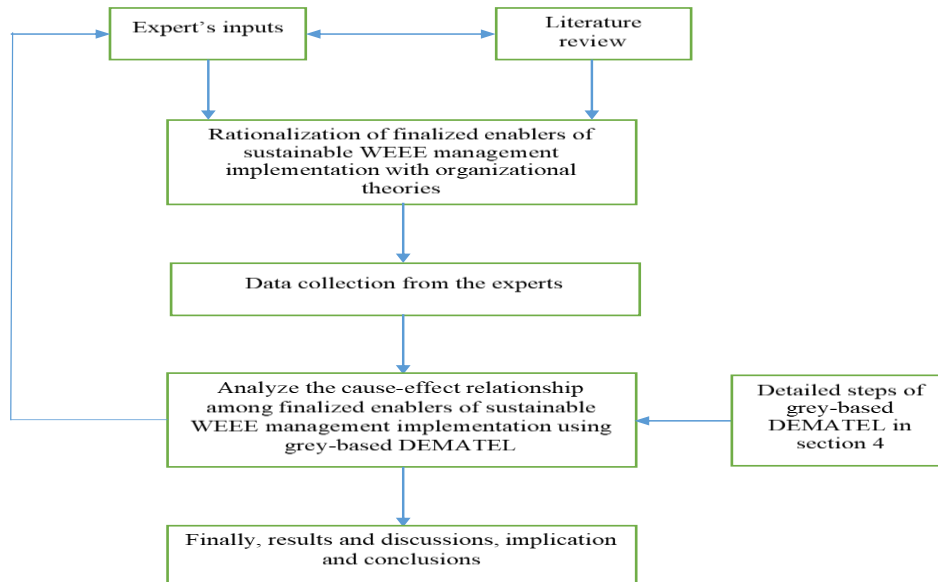 Expert's inputs
Literature
review
Rationalization of finalized enablers of
sustainable WEEE management
implementation with organizational
theories
Data collection from the experts
Analyze the cause-effect relationship
among finalized enablers of sustainable
WEEE management implementation using
grey-based DEMATEL
Detailed steps of
grey-based
DEMATEL in
section 4
Finally, results and discussions, implication
and conclusions